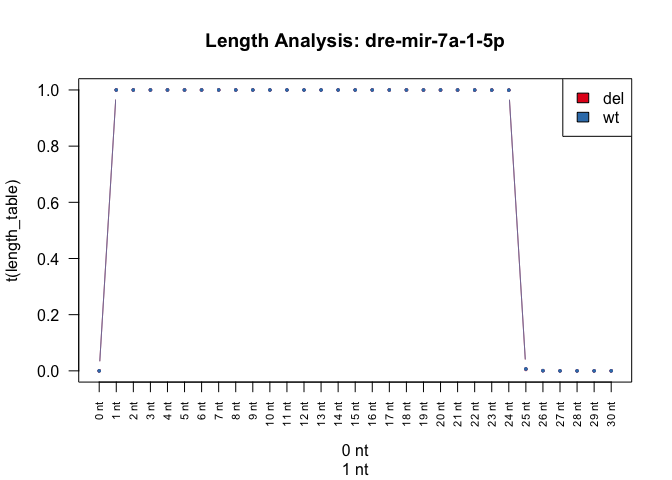 Length Analysis: dre-mir-7a-1-5p
del
wt
t(length_table)
1.0
0.8
0.6
0.4
0.2
0.0
0 nt 1 nt 2 nt 3 nt 4 nt 5 nt 6 nt 7 nt 8 nt 9 nt 10 nt 11 nt 12 nt 13 nt 14 nt 15 nt 16 nt 17 nt 18 nt 19 nt 20 nt 21 nt 22 nt 23 nt 24 nt 25 nt 26 nt 27 nt 28 nt 29 nt 30 nt
0 nt
1 nt